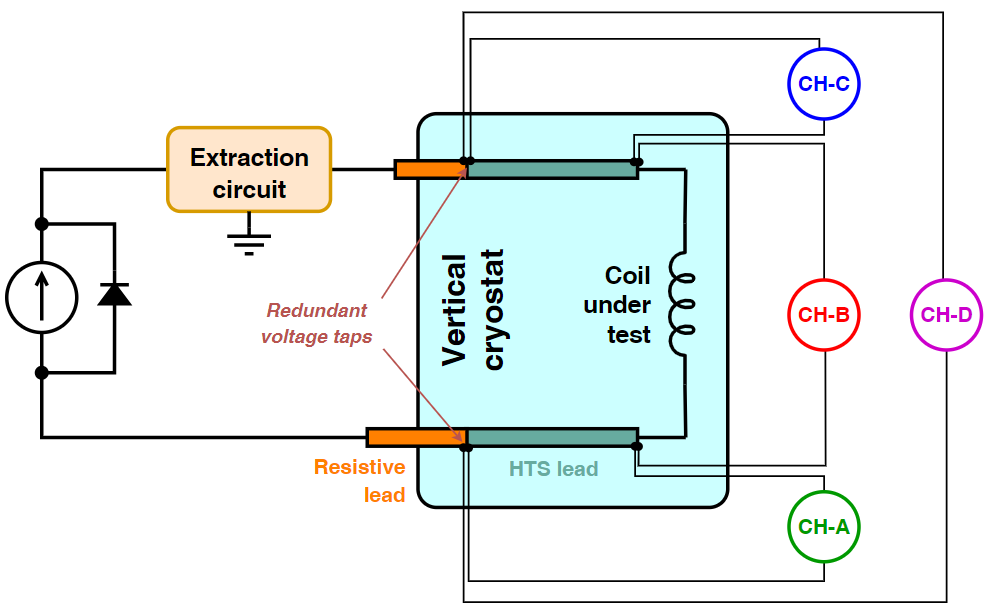 CH-C
Extraction
circuit
Vertical
cryostat
Coil
under
test
Redundant
voltage taps
CH-B
CH-D
Resistive
lead
HTS lead
CH-A